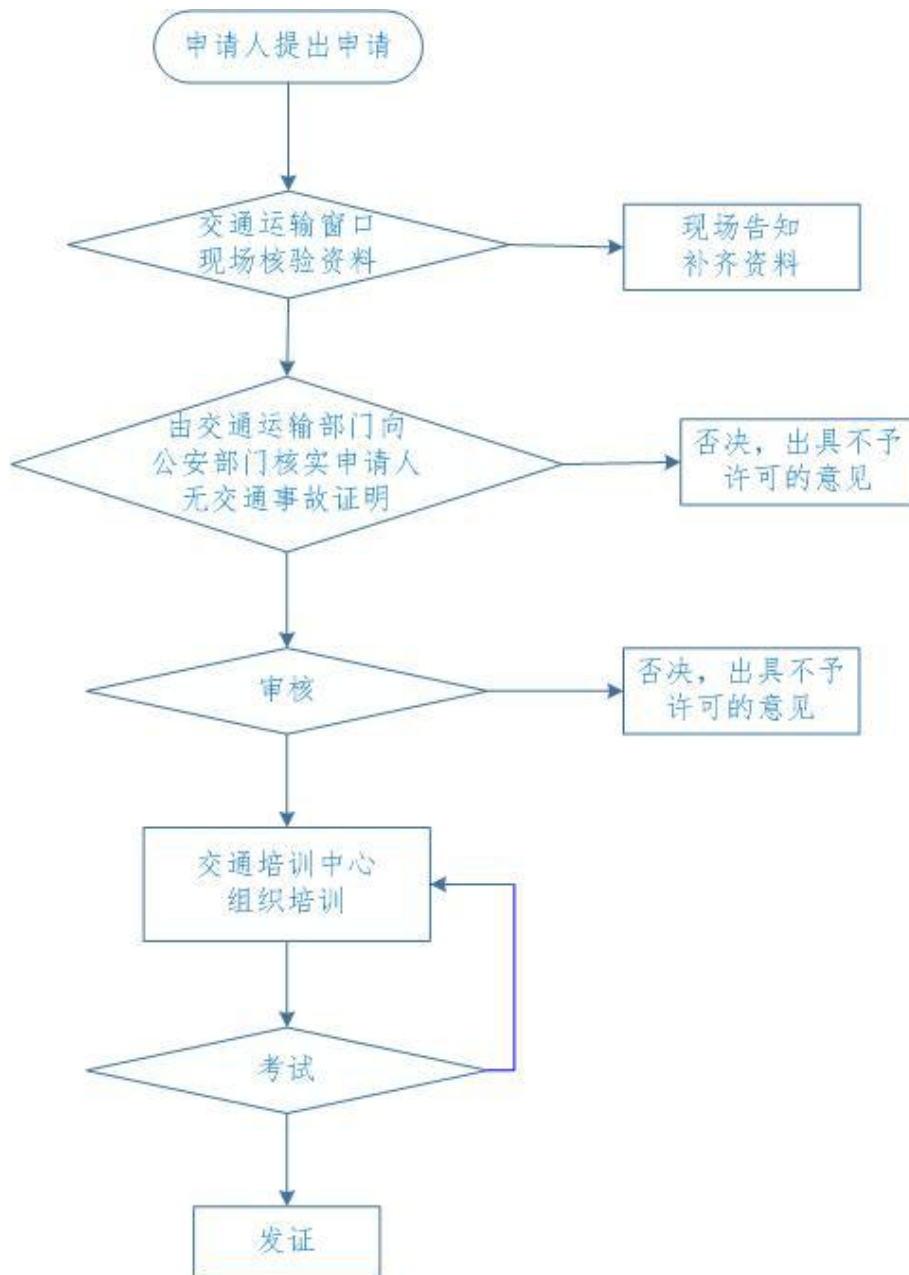 申请人提出申请
交通运输窗口
现场核验资料
现场告知
补齐资料
由交通运输部门向
公安部门核实申请人
无交通事故证明
否决，出具不予
许可的意见
审核
否决，出具不予
许可的意见
交通培训中心
组织培训
考试
发证